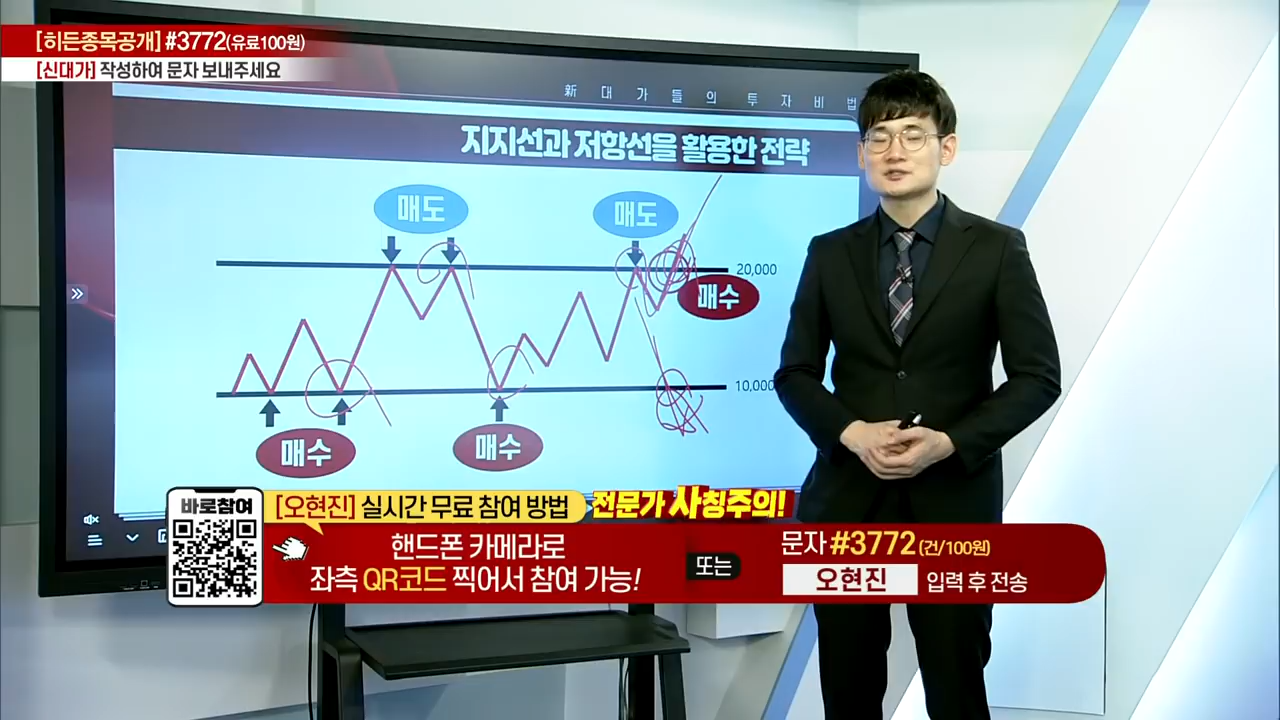 [히든종목공개] #3772(유료100원)
[신대가] 작성하여 문자 보내주세요
新대가들의 투자비법
지지선과 저항선을 활용한 전략
매도
매도
20,000
매수
10,000
매수
매수
바로참여
[오현진] 실시간 무료 참여 방법
전문가 사칭주의!
핸드폰 카메라로
좌측 QR코드 찍어서 참여 가능!
또는
문자 #3772 (건/100원)
오현진 입력 후 전송